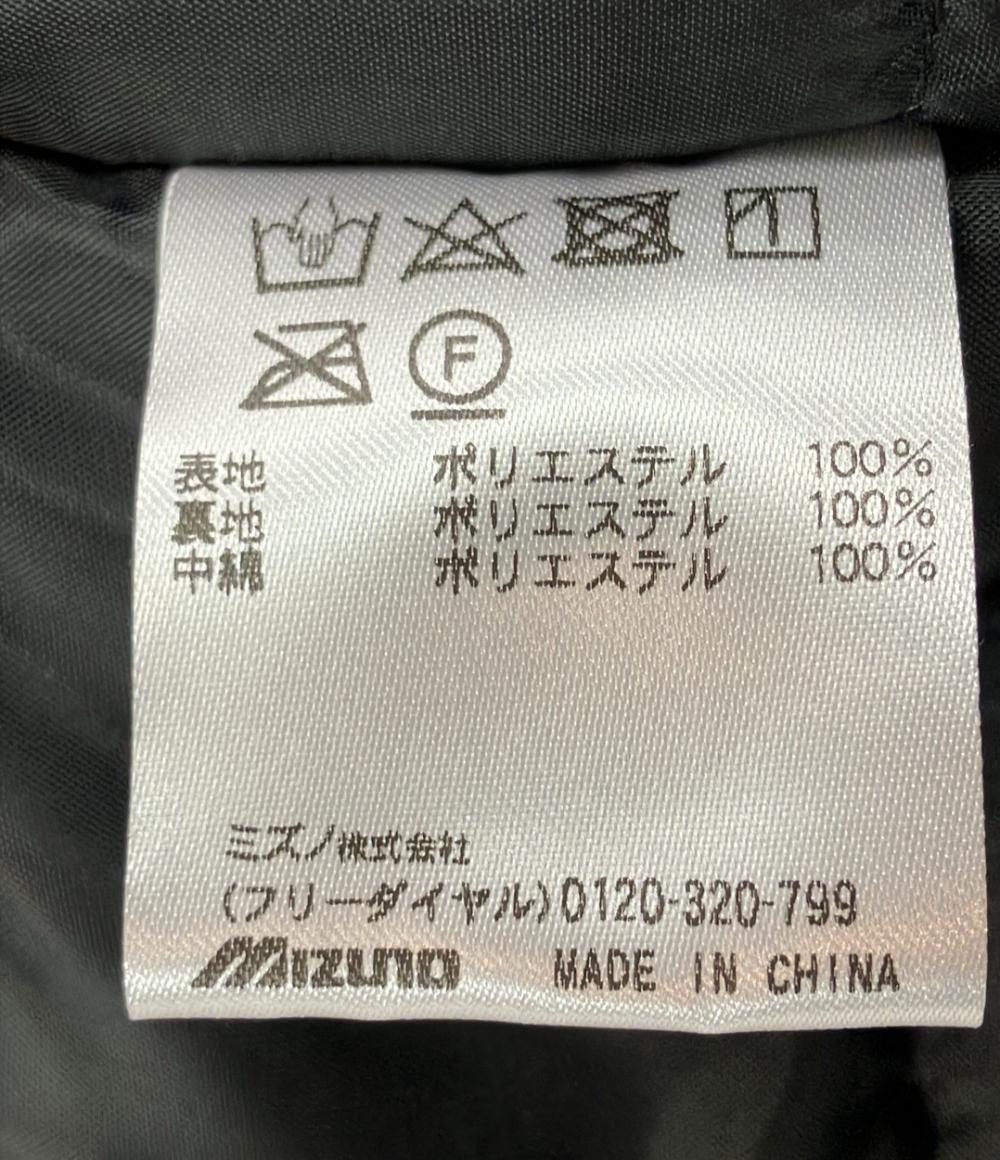 F
表地 ポリエステル 100%
裏地 ポリエステル 100%
中綿 ポリエステル 100%
ミズノ株式会社
(フリーダイヤル)0120-320-799
Mizuno MADE IN CHINA